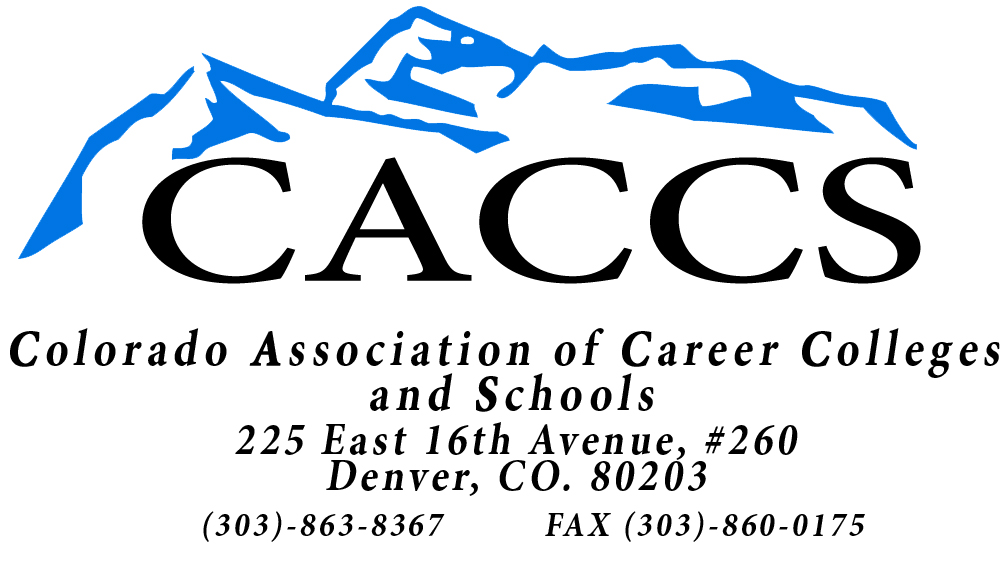 CACCS
Colorado Association of Career Colleges
and Schools
225 East 16th Avenue, #260
Denver, CO. 80203
(303)-863-8367 FAX (303)-860-0175